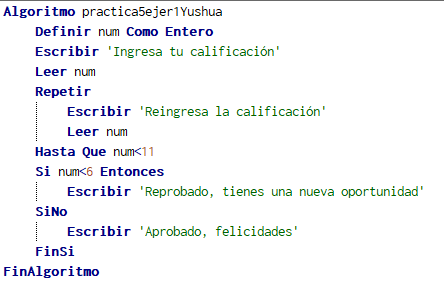 Algoritmo practica5ejer1Yushua
Definir num Como Entero
Escribir 'Ingresa tu calificación'
Leer num
Repetir
Escribir 'Reingresa la calificación'
Leer num
Hasta Que num<11
Si num<6 Entonces
Escribir 'Reprobado, tienes una nueva oportunidad'
SiNo
Escribir 'Aprobado, felicidades'
FinSi
FinAlgoritmo